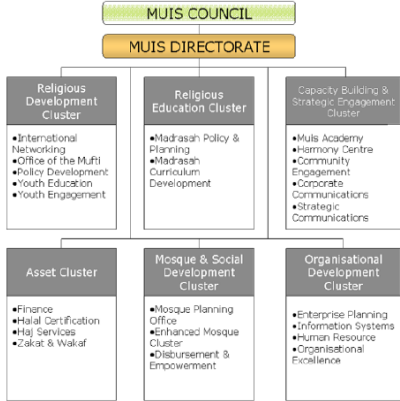 MUIS COUNCIL
MUIS DIRECTORATE
Religious
Development
Cluster
•International
Networking
•Office of the Mufti
•Policy Development
•Youth Education
•Youth Engagement
Religious
Education Cluster
•Madrasah Policy &
Planning
•Madrasah
Curriculum
Development
Capacity Building &
Strategic Engagement
Cluster
•Muis Academy
•Harmony Centre
•Community
Engagement
•Corporate
Communications
•Strategic
Communications
Asset Cluster
•Finance
•Halal Certification
•Haj Services
•Zakat & Wakaf
Mosque & Social
Development
Cluster
•Mosque Planning
Office
•Enhanced Mosque
Cluster
•Disbursement &
Empowerment
Organisational
Development
Cluster
•Enterprise Planning
•Information Systems
•Human Resource
•Organisational
Excellence